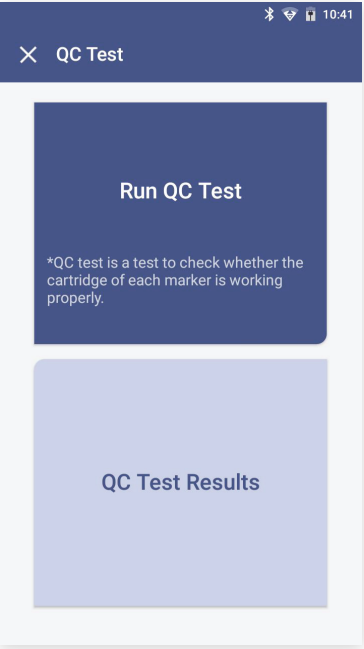 10:41
QC Test
Run QC Test
*QC test is a test to check whether the
cartridge of each marker is working
properly.
QC Test Results